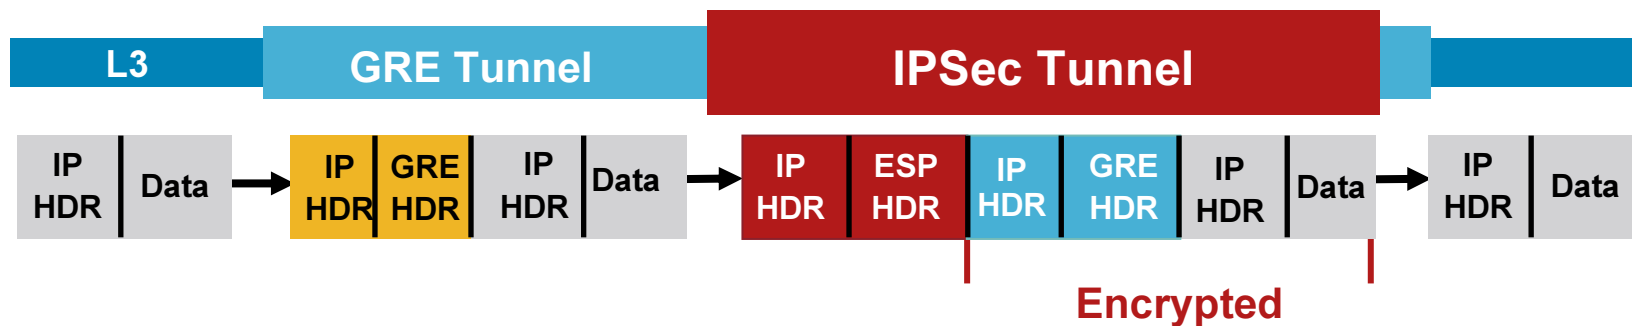 L3
GRE Tunnel
IPSec Tunnel
IP
HDR
Data
IP
HDR
GRE
HDR
IP
HDR
Data
IP
HDR
ESP
HDR
IP
HDR
GRE
HDR
IP
HDR
Data
IP
HDR
Data
Encrypted